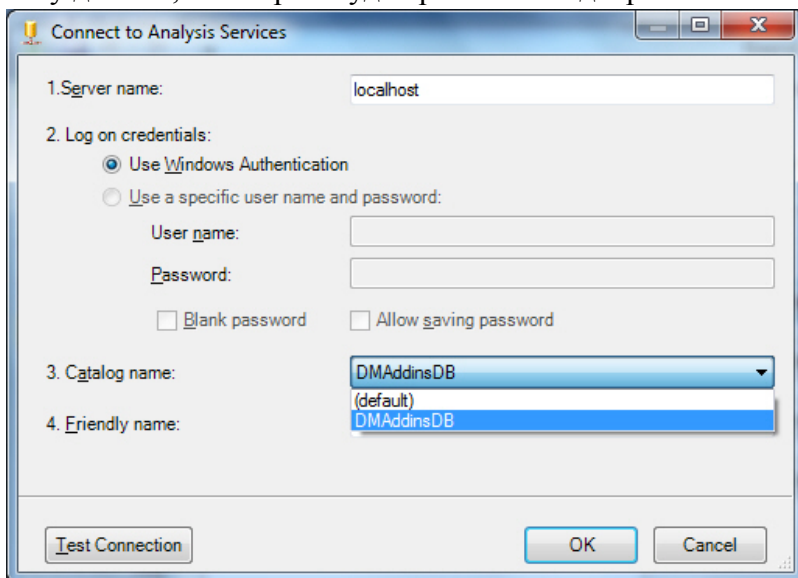 Connect to Analysis Services
1.Server name:
localhost
2. Log on credentials:
Use Windows Authentication
Use a specific user name and password:
User name:
Password:
Blank password
Allow saving password
3. Catalog name:
DMAddinsDB
(default)
DMAddinsDB
4. Friendly name:
Test Connection
OK
Cancel